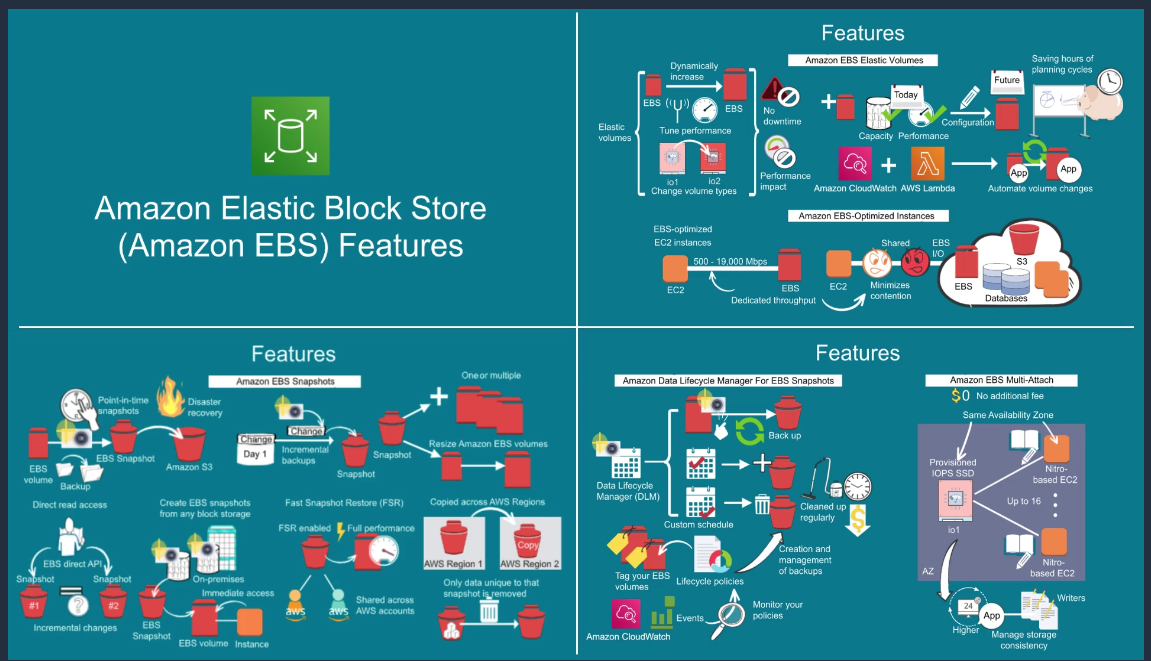 Amazon Elastic Block Store
(Amazon EBS) Features
Features
Amazon EBS Elastic Volumes
Elastic
volumes
Dynamically
increase
EBS
EBS
Tune performance
io1
io2
Change volume types
No
downtime
Performance
impact
Today
Capacity
Performance
Configuration
Future
Saving hours of
planning cycles
Amazon CloudWatch
AWS Lambda
App
App
Automate volume changes
Amazon EBS-Optimized Instances
EBS-optimized
EC2 instances
500 - 19,000 Mbps
EC2
EBS
Dedicated throughput
EC2
Shared
Minimizes
contention
EBS
I/O
EBS
S3
Databases
Features
Amazon EBS Snapshots
Point-in-time
snapshots
Disaster
recovery
EBS
volume
Backup
EBS Snapshot
Amazon S3
Change
Day 1
Change
Incremental
backups
Snapshot
Snapshot
One or multiple
Resize Amazon EBS volumes
Direct read access
EBS direct API
Snapshot
Snapshot
#1
?
#2
Incremental changes
Create EBS snapshots
from any block storage
On-premises
Immediate access
EBS
Snapshot
EBS volume
Instance
Fast Snapshot Restore (FSR)
FSR enabled
Full performance
aws
aws
Shared across
AWS accounts
Copied across AWS Regions
Copy
AWS Region 1
AWS Region 2
Only data unique to that
snapshot is removed
Features
Amazon Data Lifecycle Manager For EBS Snapshots
Data Lifecycle
Manager (DLM)
Back up
Custom schedule
Cleaned up
regularly
$
Tag your EBS
volumes
Lifecycle policies
Creation and
management
of backups
Amazon CloudWatch
Events
Monitor your
policies
Amazon EBS Multi-Attach
$0 No additional fee
Same Availability Zone
Provisioned
IOPS SSD
io1
Nitro-
based EC2
Up to 16
Nitro-
based EC2
AZ
24
Higher
App
Writers
Manage storage
consistency